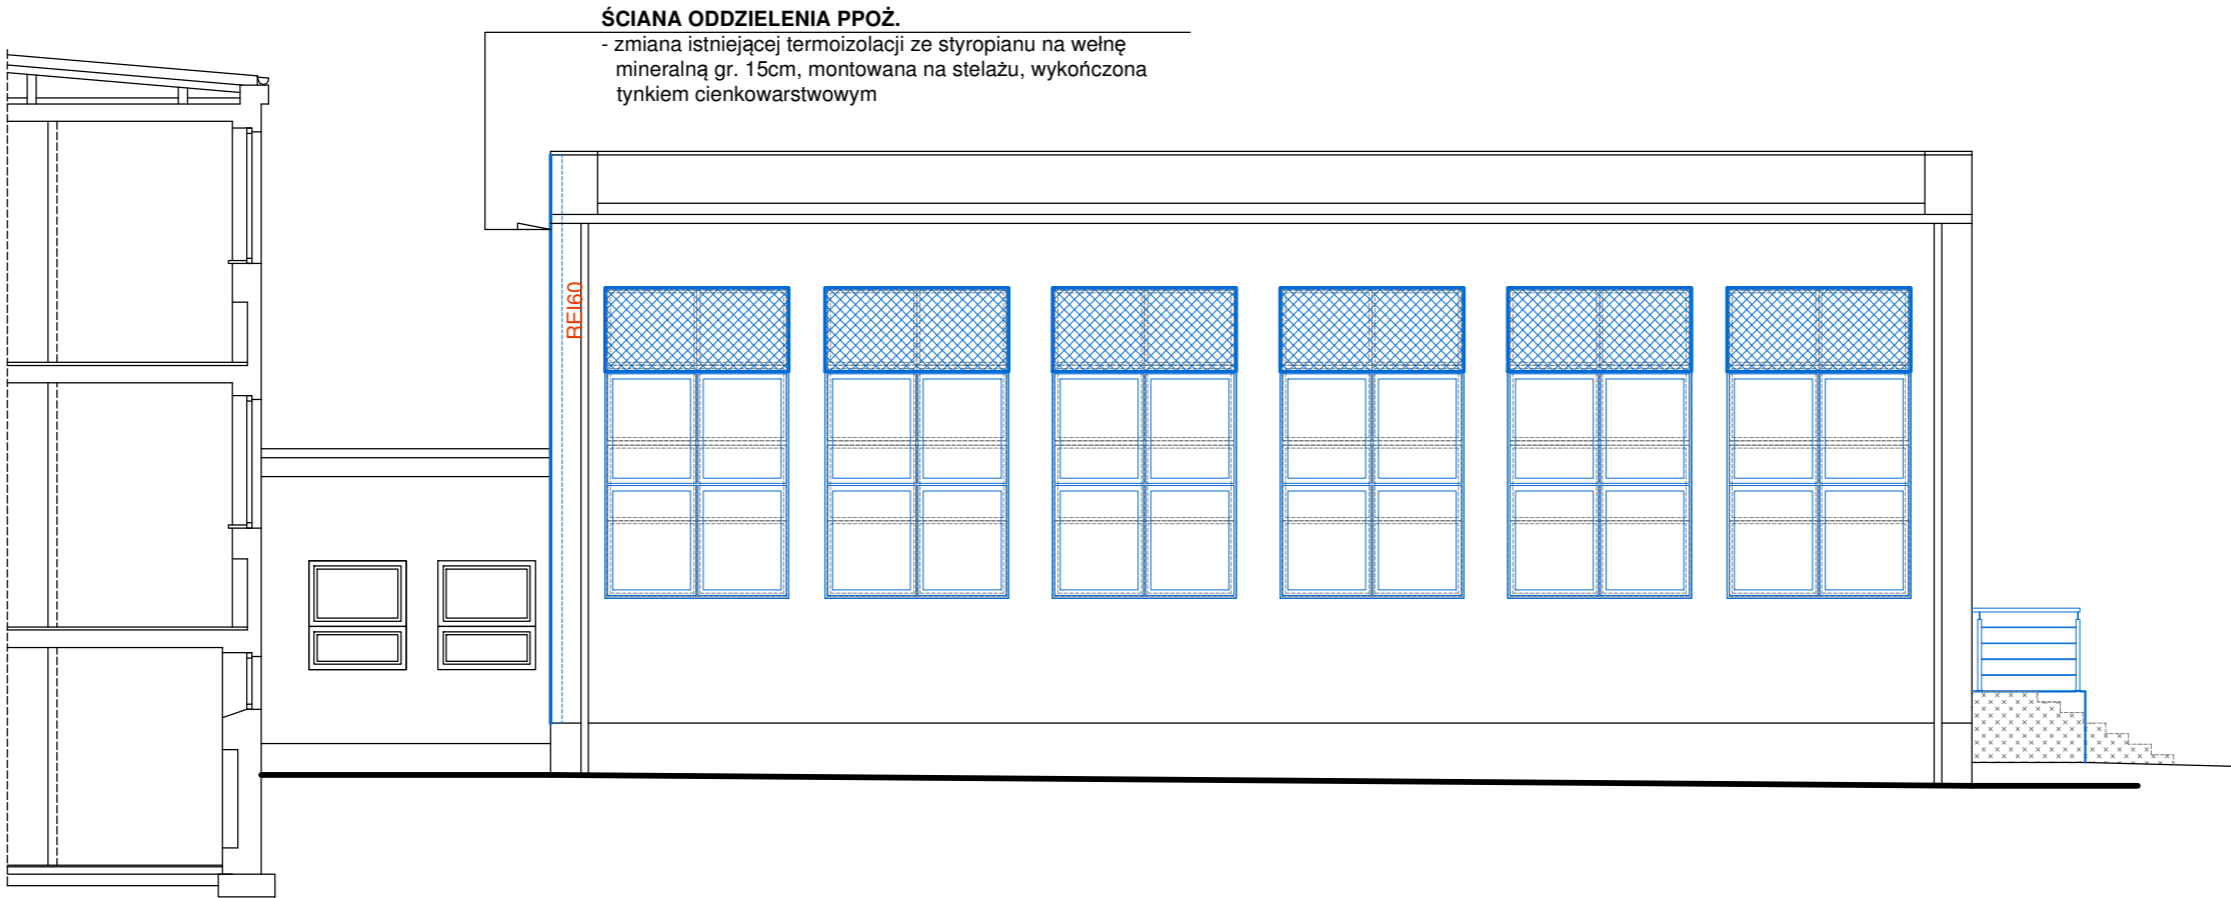 ŚCIANA ODDZIELENIA PPOŻ.
- zmiana istniejącej termoizolacji ze styropianu na wełnę
mineralną gr. 15cm, montowana na stelażu, wykończona
tynkiem cienkowarstwowym
REI60